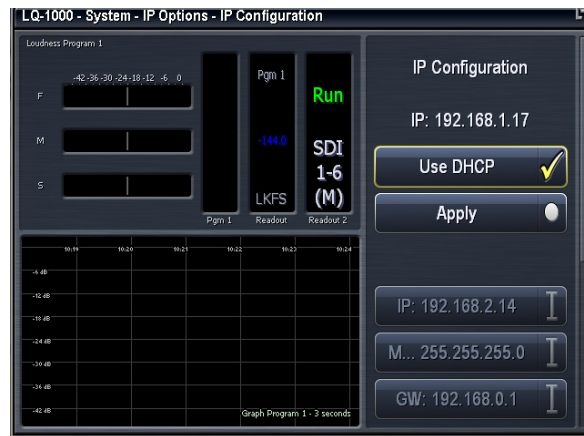 LQ-1000 - System - IP Options - IP Configuration
Loudness Program 1
-42 -36 -30 -24 -18 -12 -6 0
F
M
S
Pgm 1
Pgm 1
-144.0
LKFS
Readout
Run
SDI
1-6
(M)
Readout 2
10:19 10:20 10:21 10:22 10:23 10:24
-6 dB
-12 dB
-18 dB
-24 dB
-30 dB
-36 dB
-42 dB
Graph Program 1 - 3 seconds
IP Configuration
IP: 192.168.1.17
Use DHCP
Apply
IP: 192.168.2.14
M... 255.255.255.0
GW: 192.168.0.1